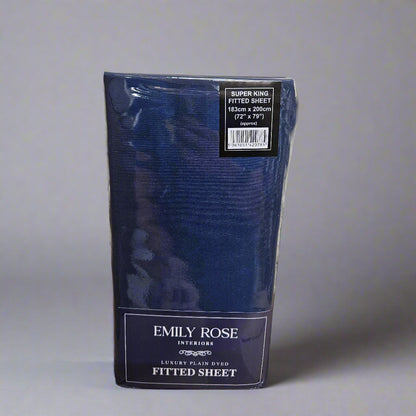 SUPER KING
FITTED SHEET
183cm x 200cm
(72" x 79")
(approx)
EMILY ROSE
INTERIORS
LUXURY PLAIN DYED
FITTED SHEET